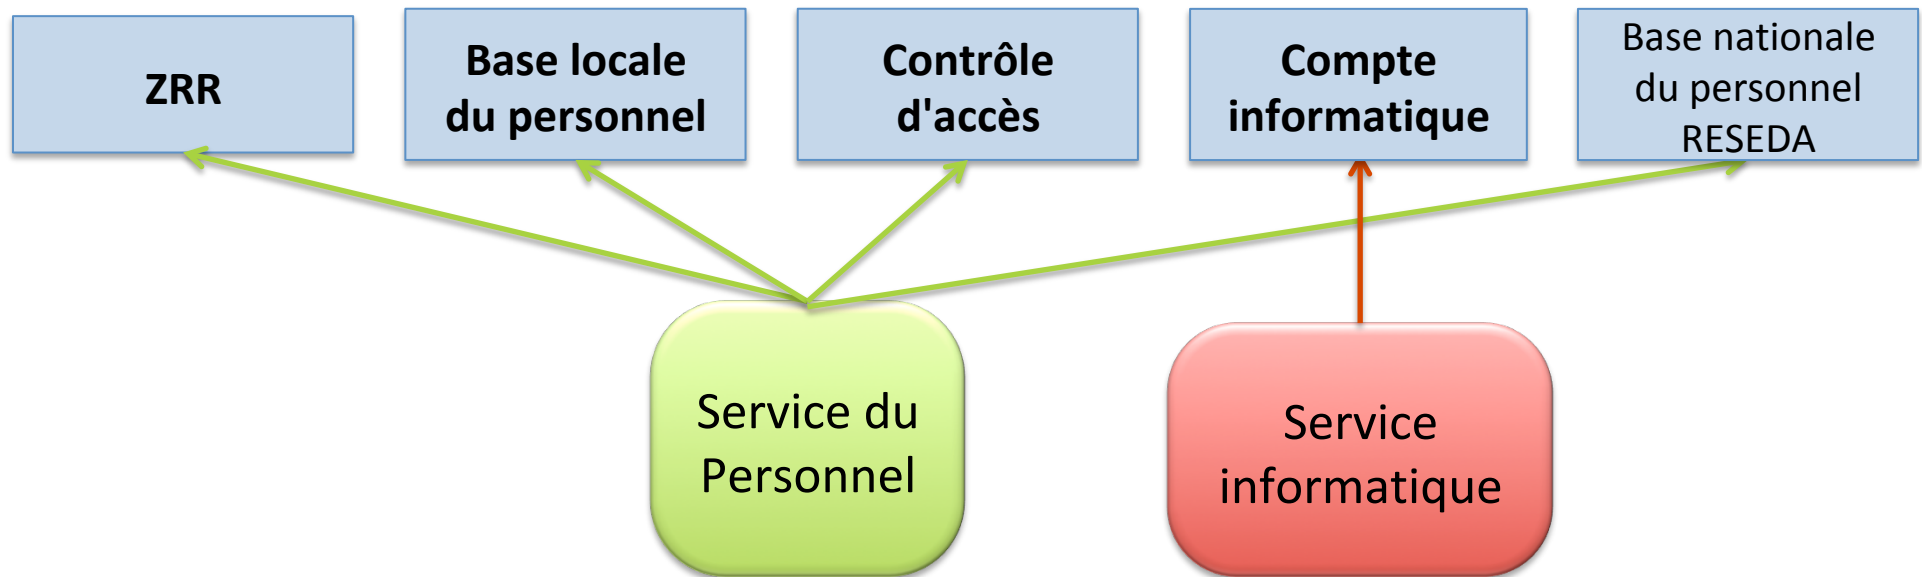 ZRR
Base locale
du personnel
Contrôle
d'accès
Compte
informatique
Base nationale
du personnel
RESEDA
Service du
Personnel
Service
informatique